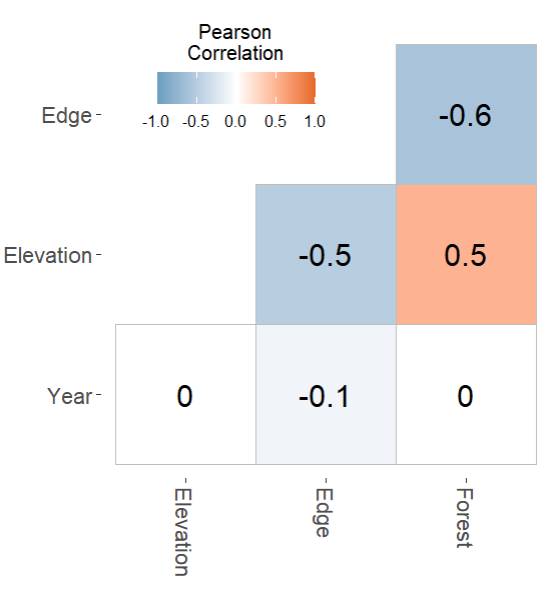 Pearson
Correlation
-1.0 -0.5 0.0 0.5 1.0
Edge -0.6
Elevation -0.5 0.5
Year 0 -0.1 0
Elevation Edge Forest